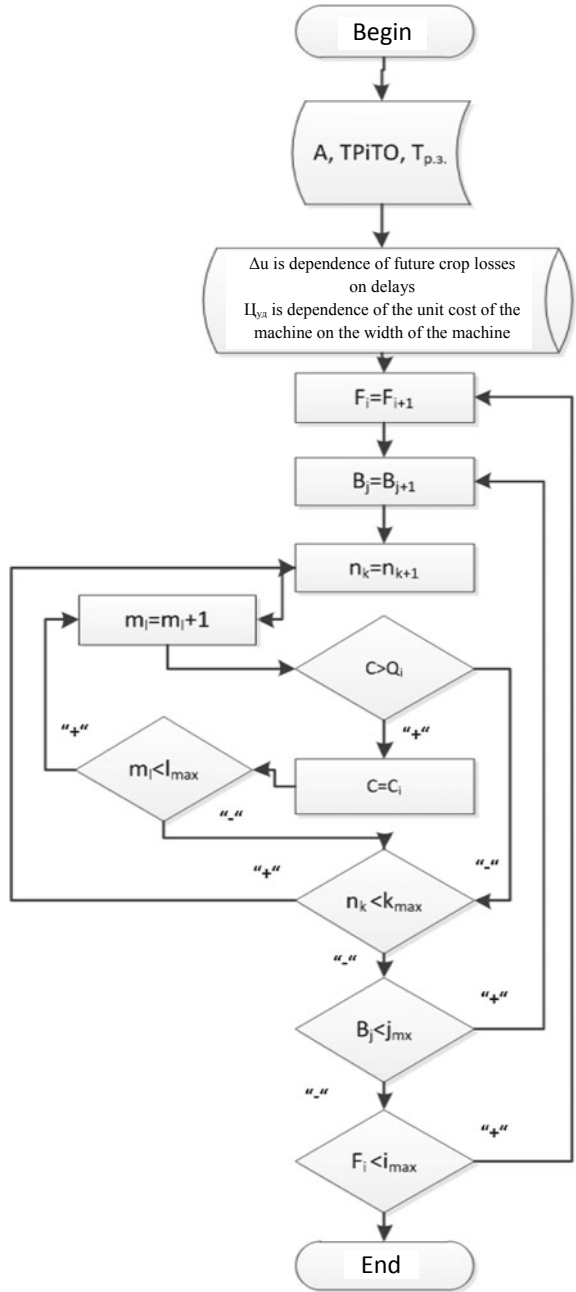 Begin
A, TPiTO, Tр.з.
Δu is dependence of future crop losses
on delays
Цуд is dependence of the unit cost of the
machine on the width of the machine
Fi=Fi+1
Bj=Bj+1
nk=nk+1
ml=ml+1
C>Qi
“+“
“+“
ml<lmax
C=Ci
“-“
“+“
“-“
nk<kmax
“-“
“+“
Bj<jmx
“-“
“+“
Fi<imax
End